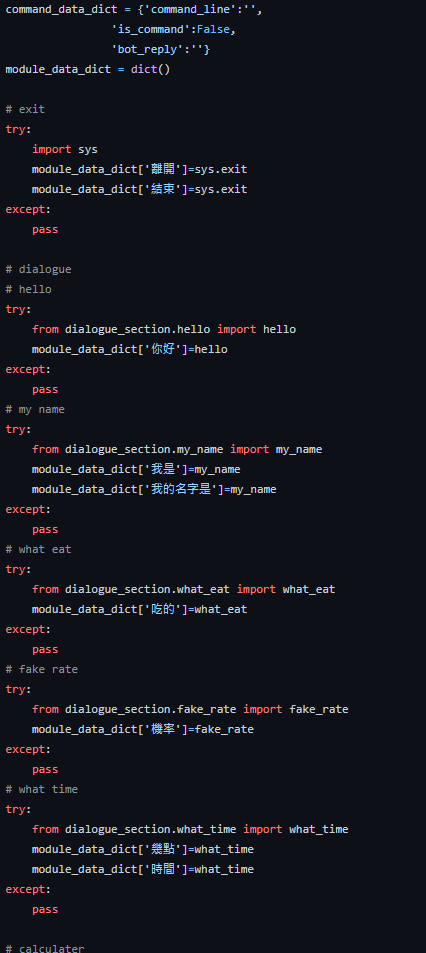 command_data_dict = {'command_line':'',
                'is_command':False,
                'bot_reply':''}
module_data_dict = dict()

# exit
try:
    import sys
    module_data_dict['離開']=sys.exit
    module_data_dict['結束']=sys.exit
except:
    pass

# dialogue
# hello
try:
    from dialogue_section.hello import hello
    module_data_dict['你好']=hello
except:
    pass
# my name
try:
    from dialogue_section.my_name import my_name
    module_data_dict['我是']=my_name
    module_data_dict['我的名字是']=my_name
except:
    pass
# what eat
try:
    from dialogue_section.what_eat import what_eat
    module_data_dict['吃的']=what_eat
except:
    pass
# fake rate
try:
    from dialogue_section.fake_rate import fake_rate
    module_data_dict['機率']=fake_rate
except:
    pass
# what time
try:
    from dialogue_section.what_time import what_time
    module_data_dict['幾點']=what_time
    module_data_dict['時間']=what_time
except:
    pass

# calculater